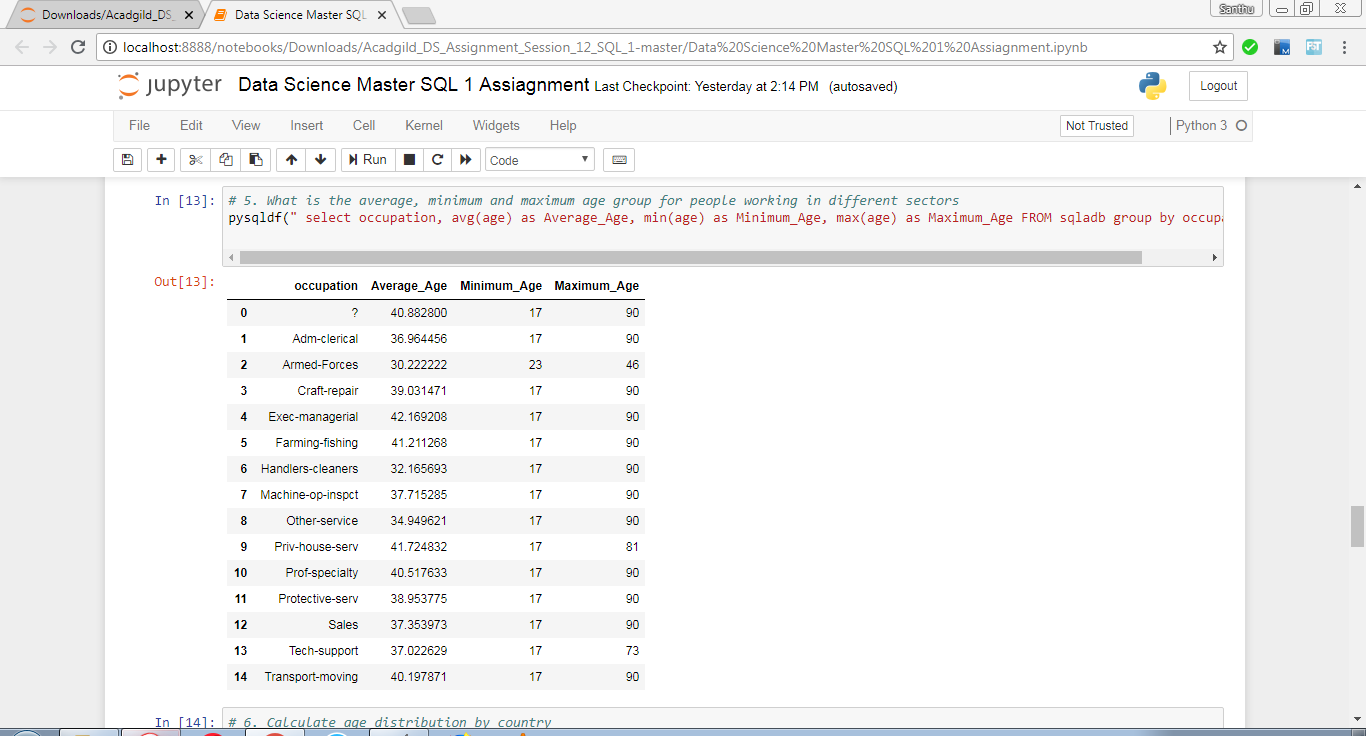 Downloads/Acadgild_DS_
Data Science Master SQL
Santhu
localhost:8888/notebooks/Downloads/Acadgild_DS_Assignment_Session_12_SQL_1-master/Data%20Science%20Master%20SQL%201%20Assiagnment.ipynb
jupyter Data Science Master SQL 1 Assiagnment Last Checkpoint: Yesterday at 2:14 PM (autosaved)
Logout
File Edit View Insert Cell Kernel Widgets Help
Not Trusted
Python 3
Run
Code
In [13]: # 5. What is the average, minimum and maximum age group for people working in different sectors
pysqldf(" select occupation, avg(age) as Average_Age, min(age) as Minimum_Age, max(age) as Maximum_Age FROM sqladb group by occup
Out[13]:
occupation Average_Age Minimum_Age Maximum_Age
0 ? 40.882800 17 90
1 Adm-clerical 36.964456 17 90
2 Armed-Forces 30.222222 23 46
3 Craft-repair 39.031471 17 90
4 Exec-managerial 42.169208 17 90
5 Farming-fishing 41.211268 17 90
6 Handlers-cleaners 32.165693 17 90
7 Machine-op-inspct 37.715285 17 90
8 Other-service 34.949621 17 90
9 Priv-house-serv 41.724832 17 81
10 Prof-specialty 40.517633 17 90
11 Protective-serv 38.953775 17 90
12 Sales 37.353973 17 90
13 Tech-support 37.022629 17 73
14 Transport-moving 40.197871 17 90
In [14]: # 6. Calculate age distribution by country